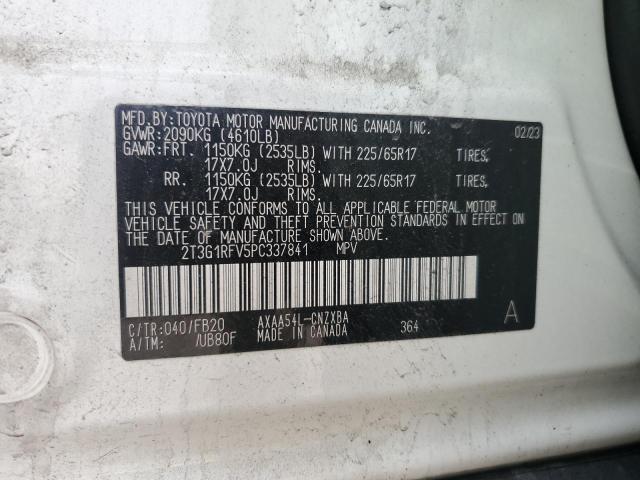 MFD.BY:TOYOTA MOTOR MANUFACTURING CANADA INC. 02/23
GVWR:2090KG (4610LB)
GAWR:FRT. 1150KG (2535LB) WITH 225/65R17 TIRES,
17X7.0J RIMS.
RR. 1150KG (2535LB) WITH 225/65R17 TIRES,
17X7.0J RIMS.
THIS VEHICLE CONFORMS TO ALL APPLICABLE FEDERAL MOTOR
VEHICLE SAFETY AND THEFT PREVENTION STANDARDS IN EFFECT ON THE
DATE OF MANUFACTURE SHOWN ABOVE.
2T3G1RFV5PC337841 MPV
C/TR:040/FB20 AXAA54L-CNZXBA 364 A
A/TM: /UB80F MADE IN CANADA